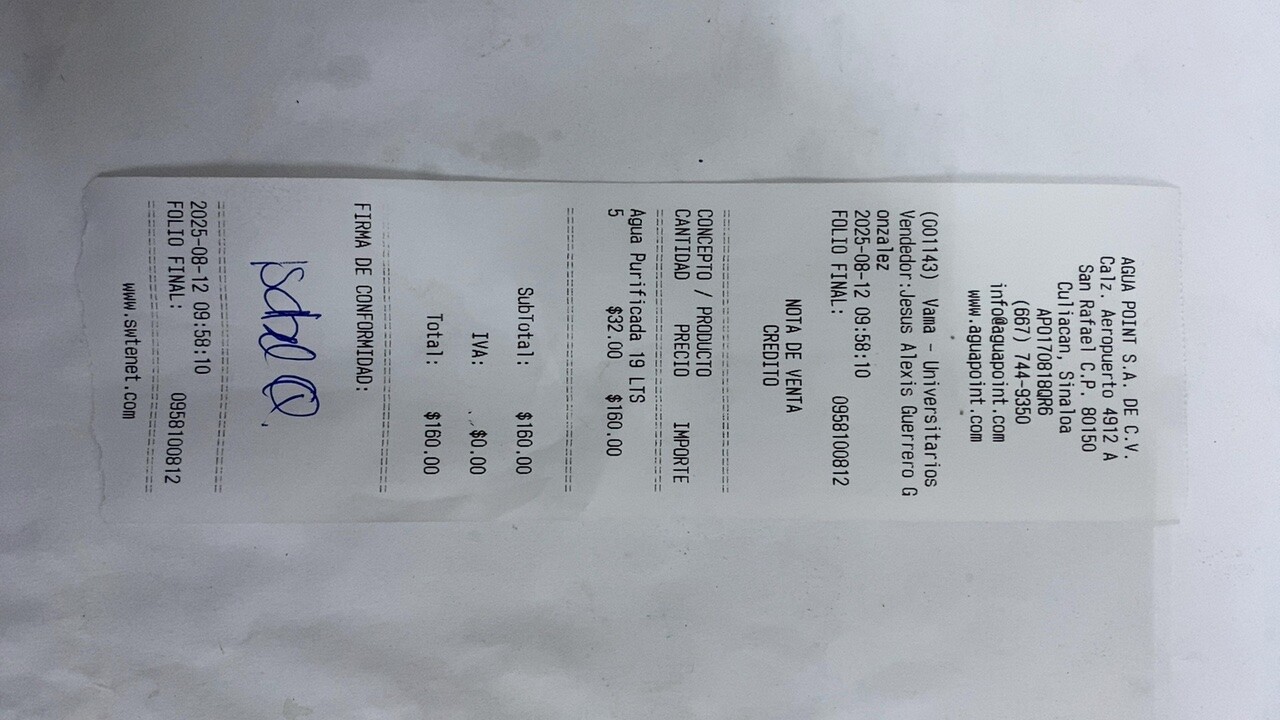 AGUA POINT S.A. DE C.V.
Calz. Aeropuerto 4912 A
San Rafael C.P. 80150
Culiacan, Sinaloa
APO170818QR6
(667) 744-9350
info@aguapoint.com
www.aguapoint.com
(001143) Vama - Universitarios
Vendedor:Jesus Alexis Guerrero G
onzalez
2025-08-12 09:58:10
FOLIO FINAL: 0958100812
NOTA DE VENTA
CREDITO
CONCEPTO / PRODUCTO
CANTIDAD PRECIO IMPORTE
Agua Purificada 19 LTS
5 $32.00 $160.00
SubTotal: $160.00
IVA: $0.00
Total: $160.00
FIRMA DE CONFORMIDAD:
Isabel Q.
2025-08-12 09:58:10
FOLIO FINAL: 0958100812
www.swtenet.com